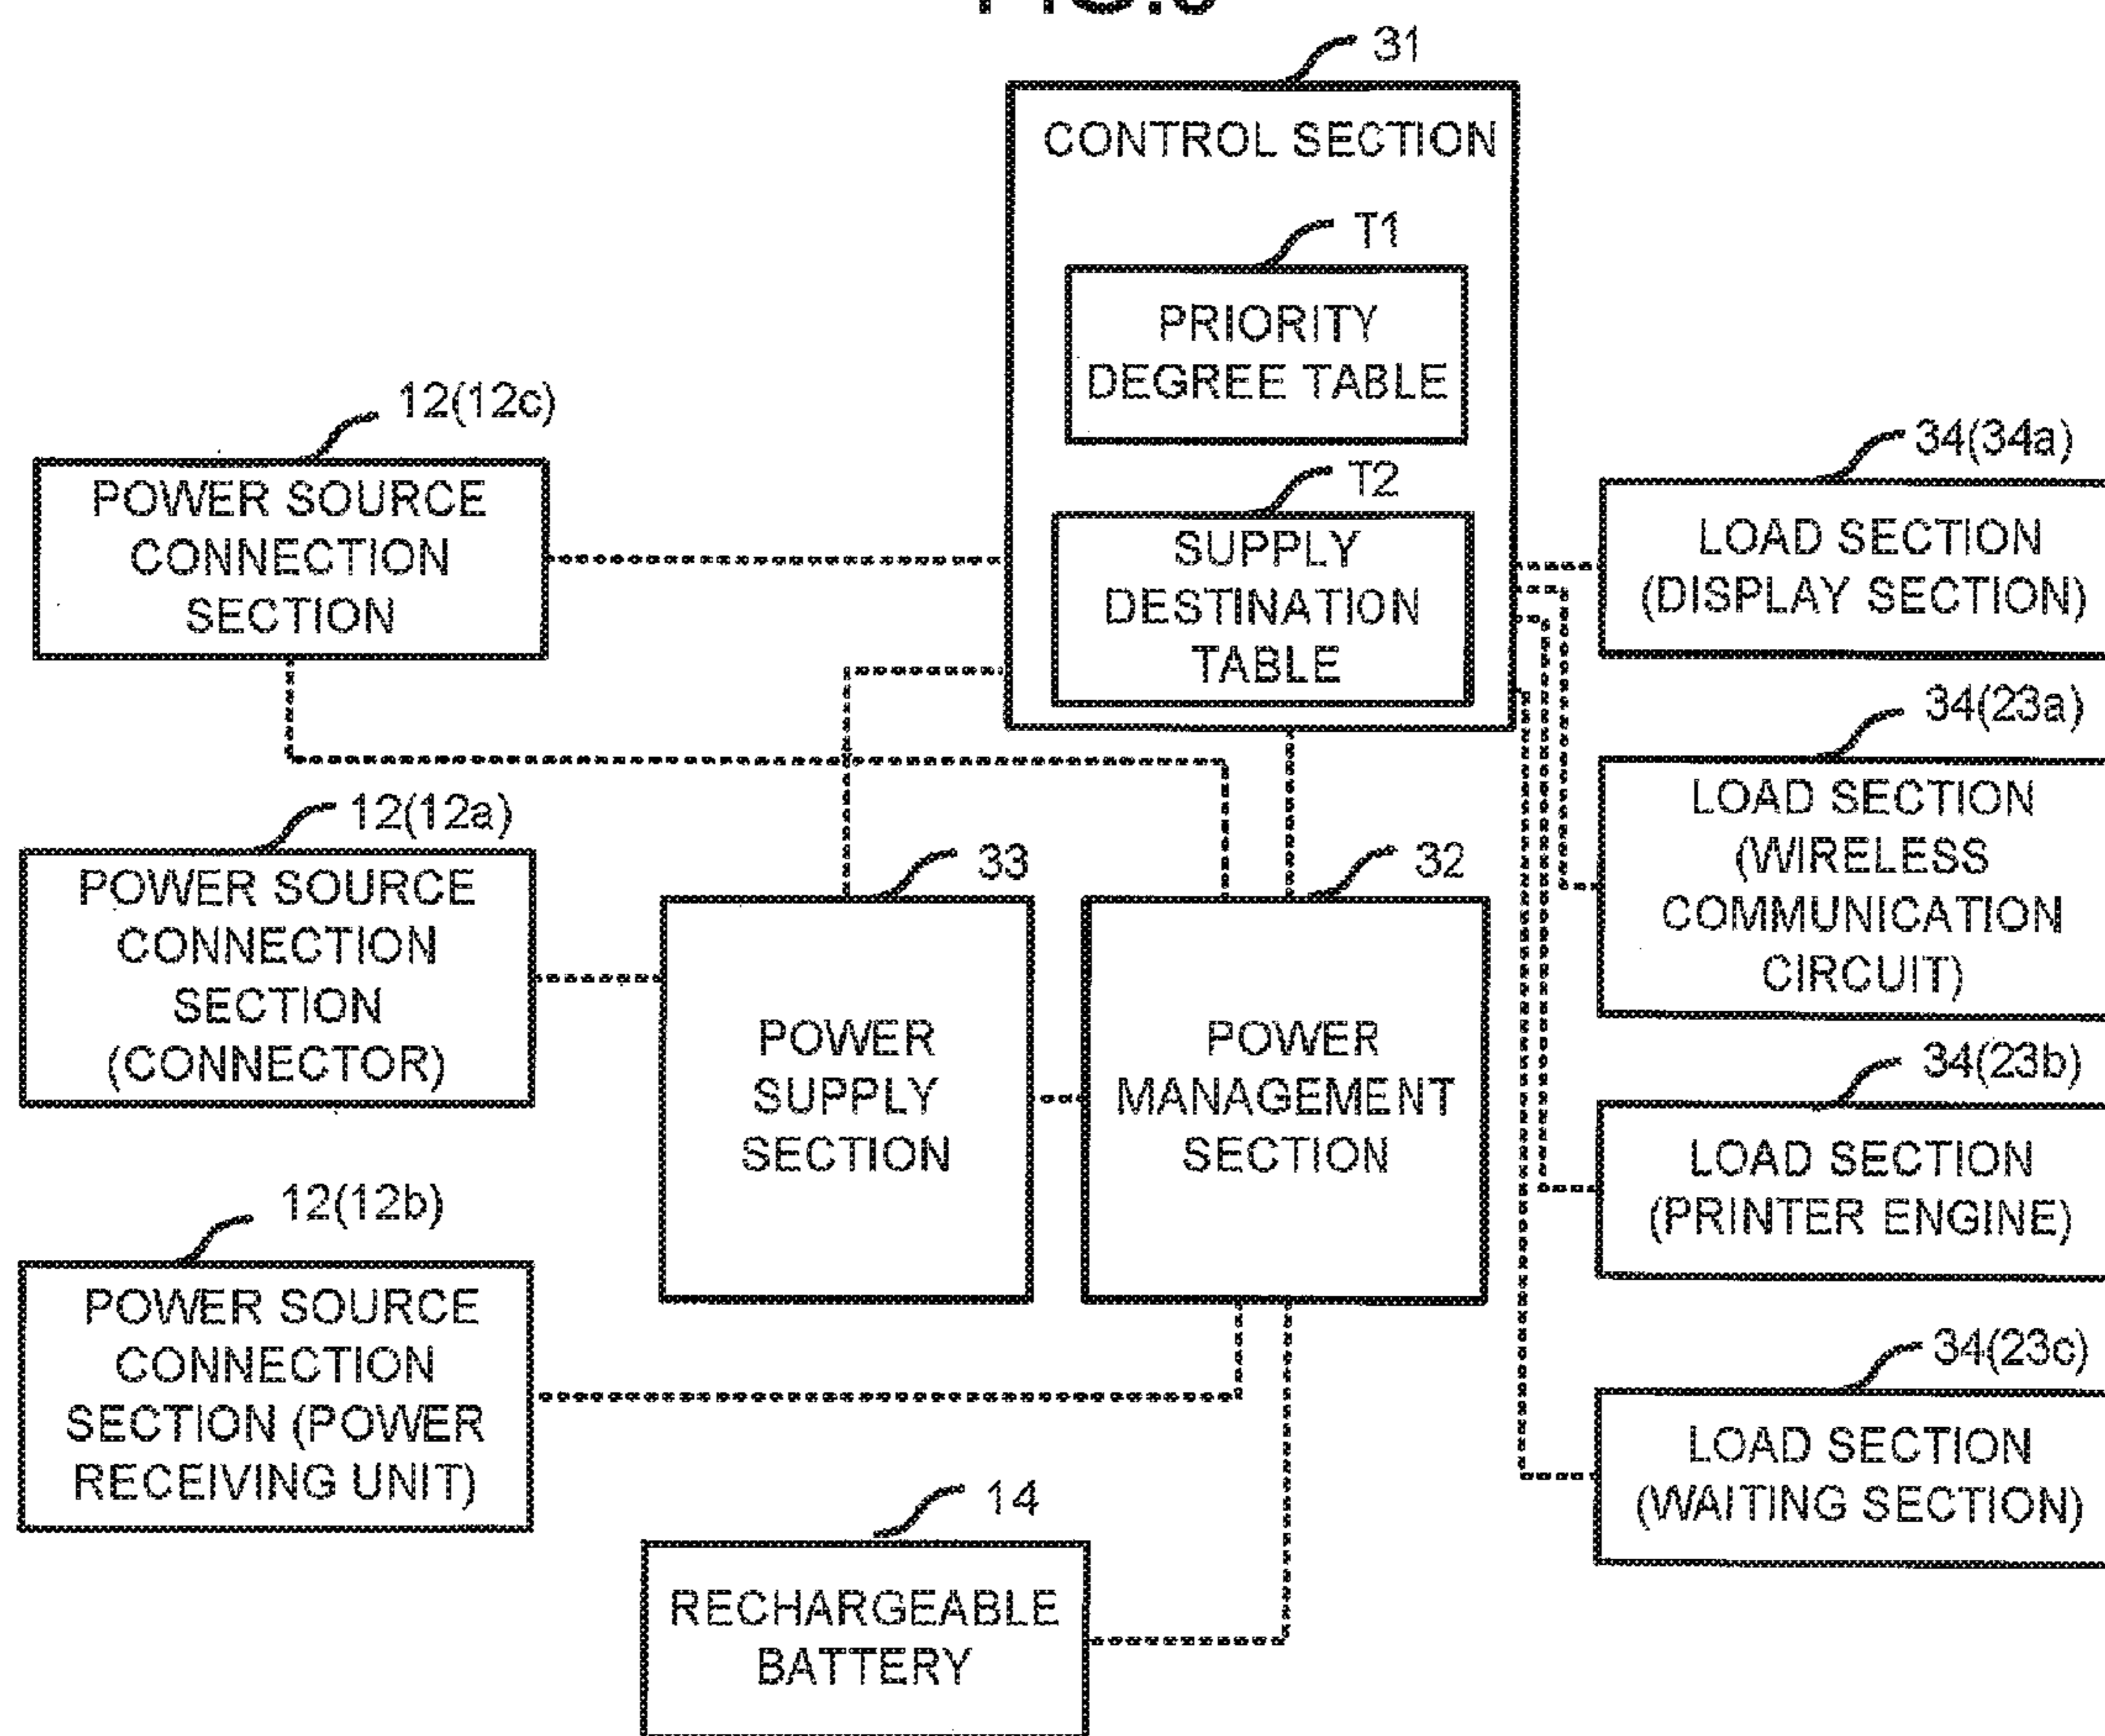 31
CONTROL SECTION
T1
PRIORITY
DEGREE TABLE
T2
SUPPLY
DESTINATION
TABLE
12(12c)
POWER SOURCE
CONNECTION
SECTION
12(12a)
POWER SOURCE
CONNECTION
SECTION
(CONNECTOR)
12(12b)
POWER SOURCE
CONNECTION
SECTION (POWER
RECEIVING UNIT)
33
POWER
SUPPLY
SECTION
32
POWER
MANAGEMENT
SECTION
14
RECHARGEABLE
BATTERY
34(34a)
LOAD SECTION
(DISPLAY SECTION)
34(23a)
LOAD SECTION
(WIRELESS
COMMUNICATION
CIRCUIT)
34(23b)
LOAD SECTION
(PRINTER ENGINE)
34(23c)
LOAD SECTION
(WAITING SECTION)